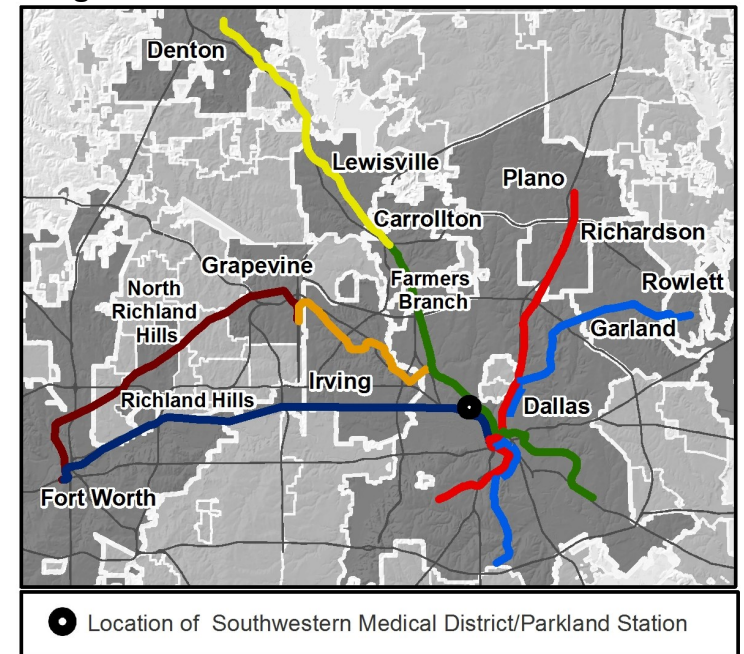 Denton
Lewisville
Plano
Carrollton
Richardson
Grapevine
Farmers
Branch
Rowlett
North
Richland
Hills
Garland
Irving
Richland Hills
Dallas
Fort Worth
Location of Southwestern Medical District/Parkland Station